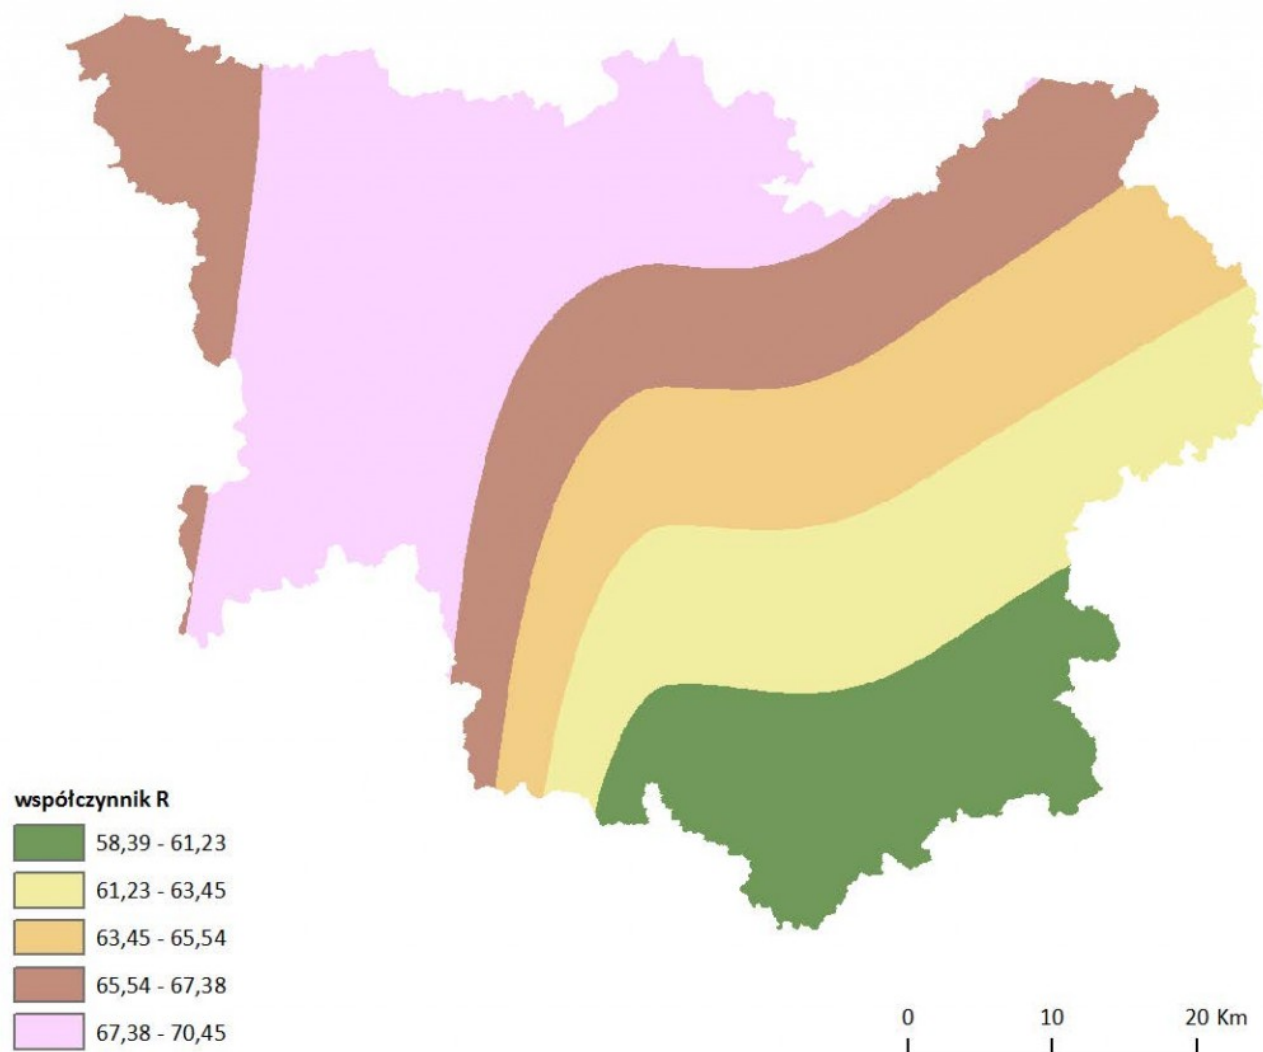 współczynnik R
58,39 - 61,23
61,23 - 63,45
63,45 - 65,54
65,54 - 67,38
67,38 - 70,45
0 10 20 Km